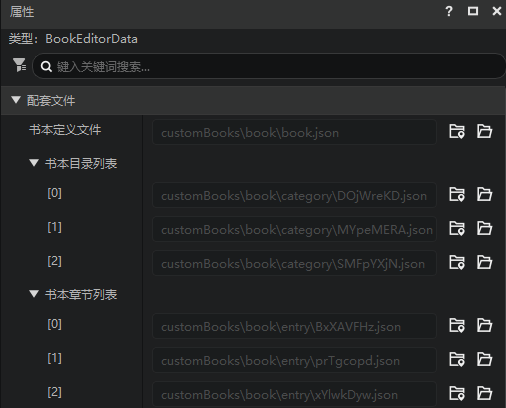 属性
类型：BookEditorData
键入关键词搜索...
配套文件
书本定义文件 customBooks\book\book.json
书本目录列表
[0] customBooks\book\category\DOjWreKD.json
[1] customBooks\book\category\MYpeMERA.json
[2] customBooks\book\category\SMFpYXjN.json
书本章节列表
[0] customBooks\book\entry\BxXAVFHz.json
[1] customBooks\book\entry\prTgcopd.json
[2] customBooks\book\entry\xYlwkDyw.json